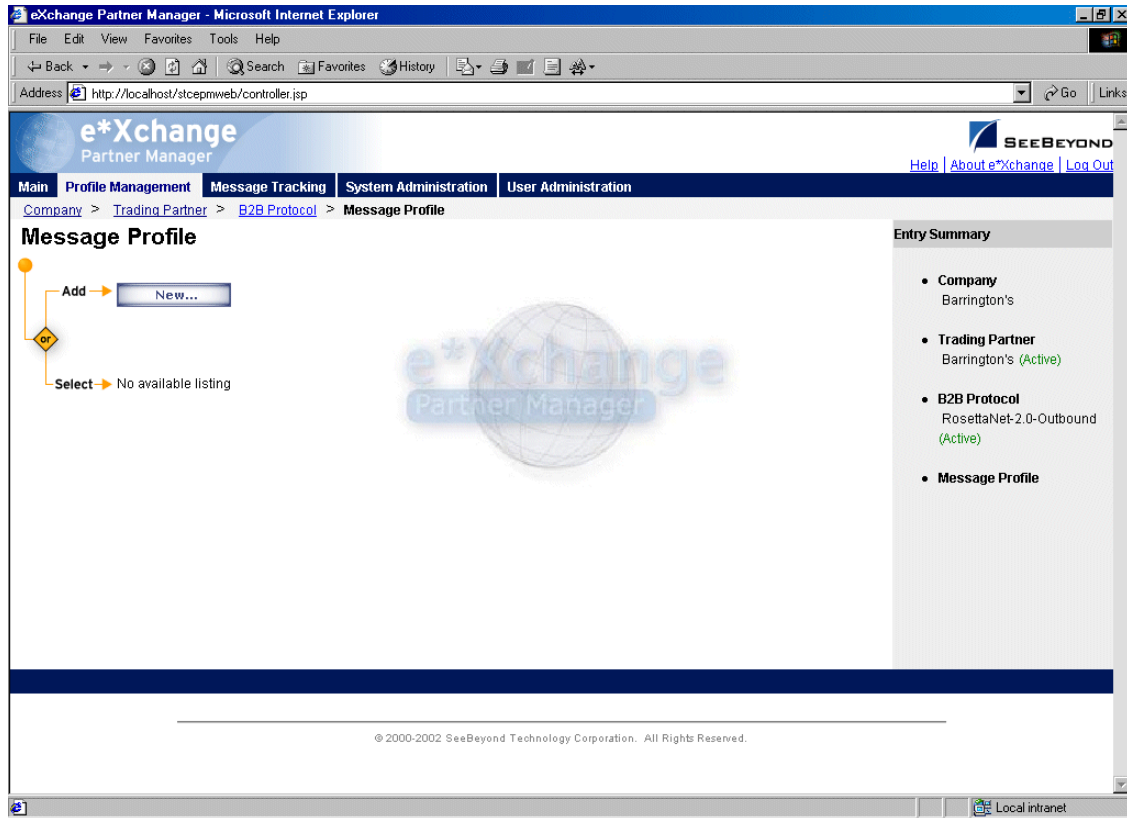 eXchange Partner Manager - Microsoft Internet Explorer
File Edit View Favorites Tools Help
Back Search Favorites History
Address http://localhost/stcepmweb/controller.jsp Go Links
e*Xchange
Partner Manager
SEEBEYOND
Help | About e*Xchange | Log Out
Main Profile Management Message Tracking System Administration User Administration
Company > Trading Partner > B2B Protocol > Message Profile
Message Profile
Entry Summary
Add New...
or
Select No available listing
e*Xchange
Partner Manager
• Company
Barrington's
• Trading Partner
Barrington's (Active)
• B2B Protocol
RosettaNet-2.0-Outbound
(Active)
• Message Profile
© 2000-2002 SeeBeyond Technology Corporation. All Rights Reserved.
Local intranet